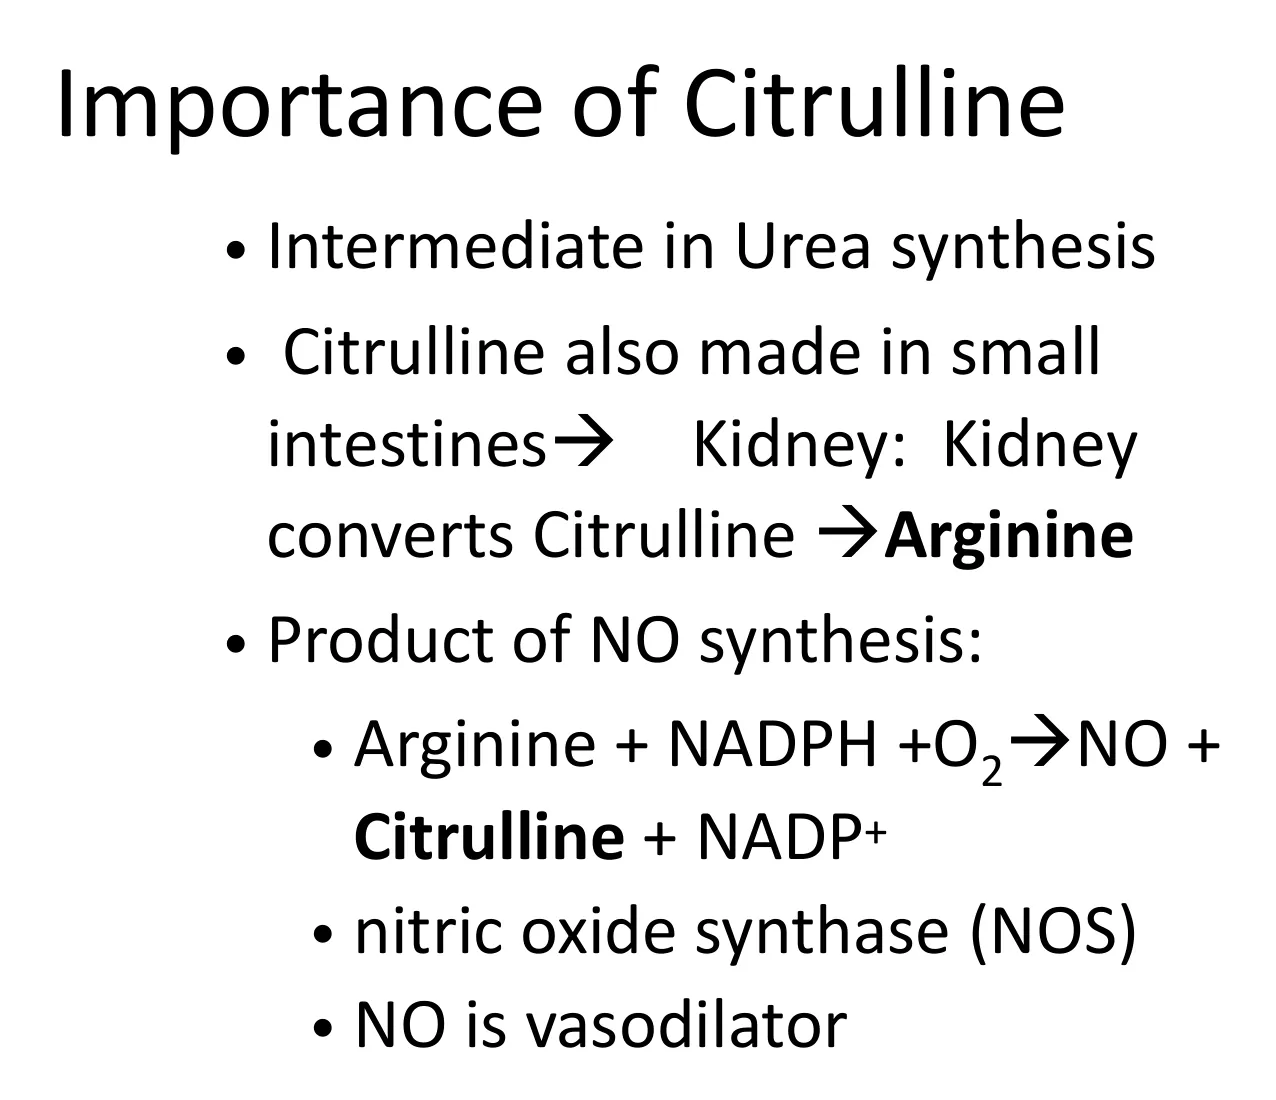 Importance of Citrulline
• Intermediate in Urea synthesis
• Citrulline also made in small
intestines→ Kidney: Kidney
converts Citrulline →Arginine
• Product of NO synthesis:
• Arginine + NADPH +O₂→NO +
Citrulline + NADP⁺
• nitric oxide synthase (NOS)
• NO is vasodilator